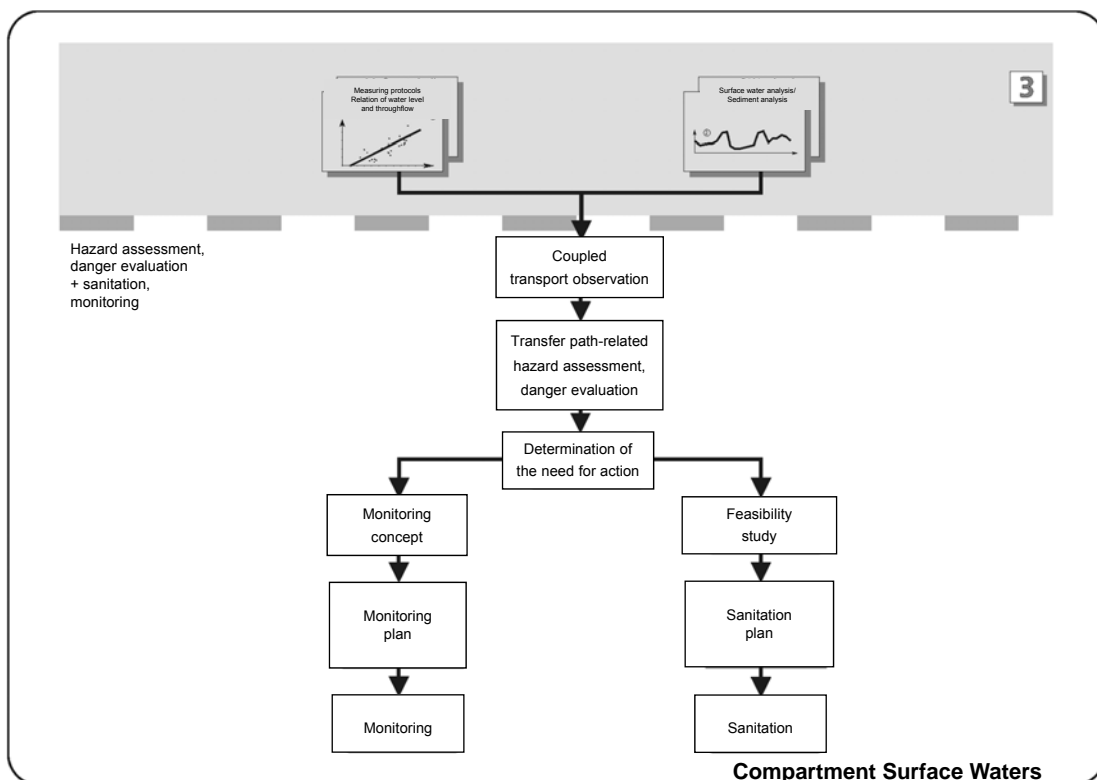 Measuring protocols
Relation of water level
and throughflow
Surface water analysis/
Sediment analysis
3
Hazard assessment,
danger evaluation
+ sanitation,
monitoring
Coupled
transport observation
Transfer path-related
hazard assessment,
danger evaluation
Determination of
the need for action
Monitoring
concept
Feasibility
study
Monitoring
plan
Sanitation
plan
Monitoring
Sanitation
Compartment Surface Waters